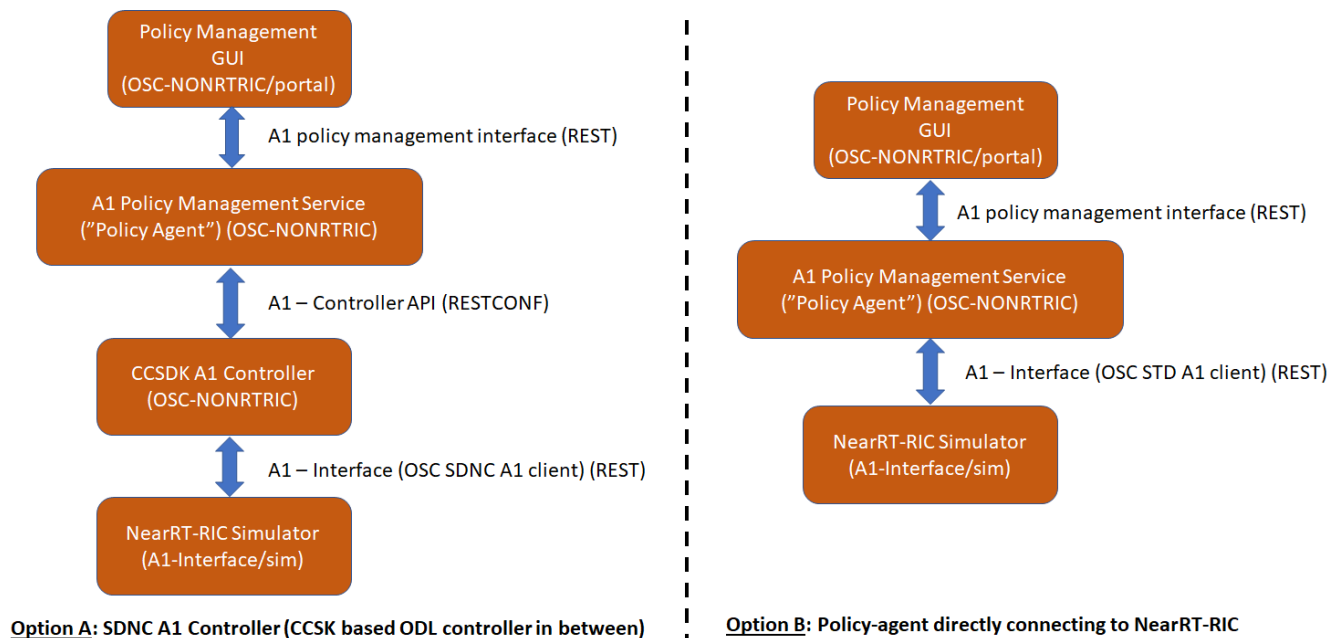 Policy Management
GUI
(OSC-NONRTRIC/portal)
A1 policy management interface (REST)
A1 Policy Management Service
(”Policy Agent”) (OSC-NONRTRIC)
A1 – Controller API (RESTCONF)
CCSDK A1 Controller
(OSC-NONRTRIC)
A1 – Interface (OSC SDNC A1 client) (REST)
NearRT-RIC Simulator
(A1-Interface/sim)
Option A: SDNC A1 Controller (CCSK based ODL controller in between)
Policy Management
GUI
(OSC-NONRTRIC/portal)
A1 policy management interface (REST)
A1 Policy Management Service
(”Policy Agent”) (OSC-NONRTRIC)
A1 – Interface (OSC STD A1 client) (REST)
NearRT-RIC Simulator
(A1-Interface/sim)
Option B: Policy-agent directly connecting to NearRT-RIC